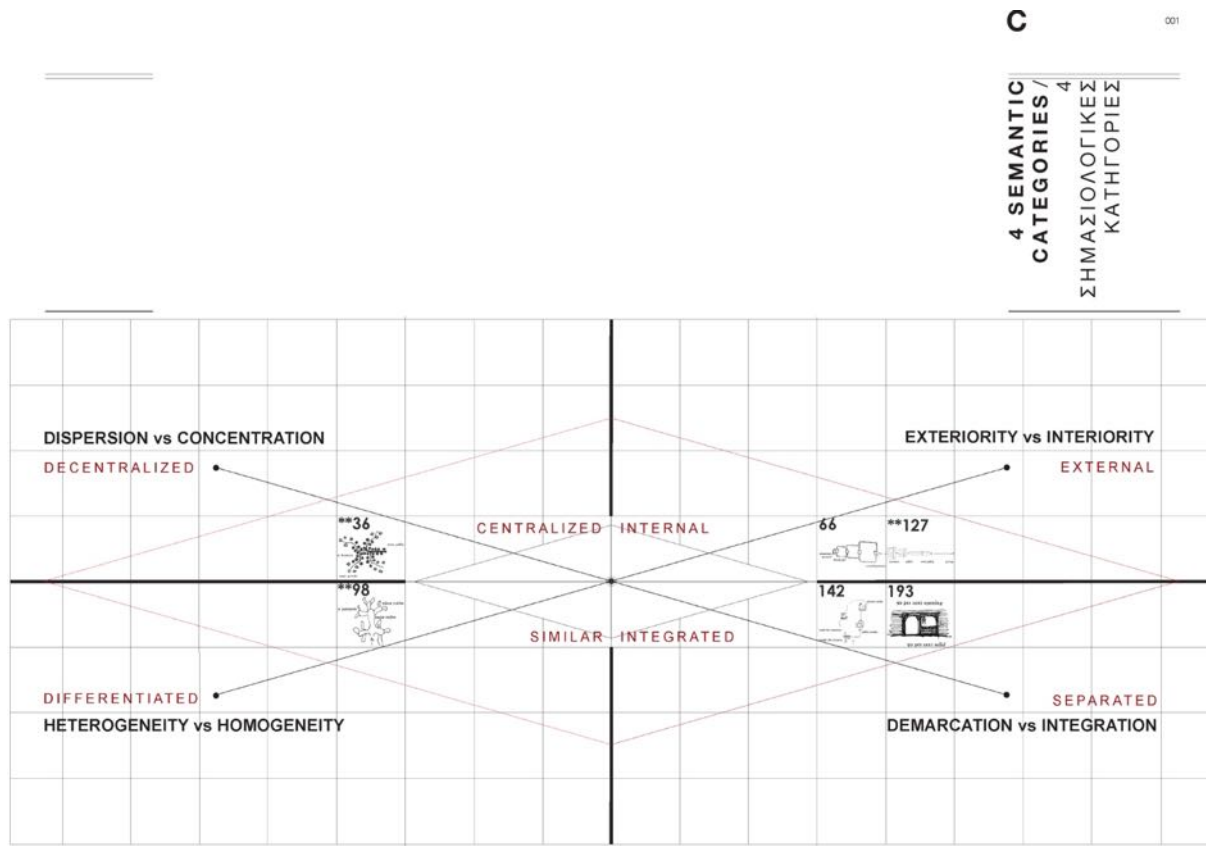 C
001
4 SEMANTIC
CATEGORIES /
4
ΣΗΜΑΣΙΟΛΟΓΙΚΕΣ
ΚΑΤΗΓΟΡΙΕΣ
DISPERSION vs CONCENTRATION
EXTERIORITY vs INTERIORITY
DECENTRALIZED
EXTERNAL
**36
CENTRALIZED
INTERNAL
66
**127
**98
142
193
SIMILAR
INTEGRATED
DIFFERENTIATED
SEPARATED
HETEROGENEITY vs HOMOGENEITY
DEMARCATION vs INTEGRATION